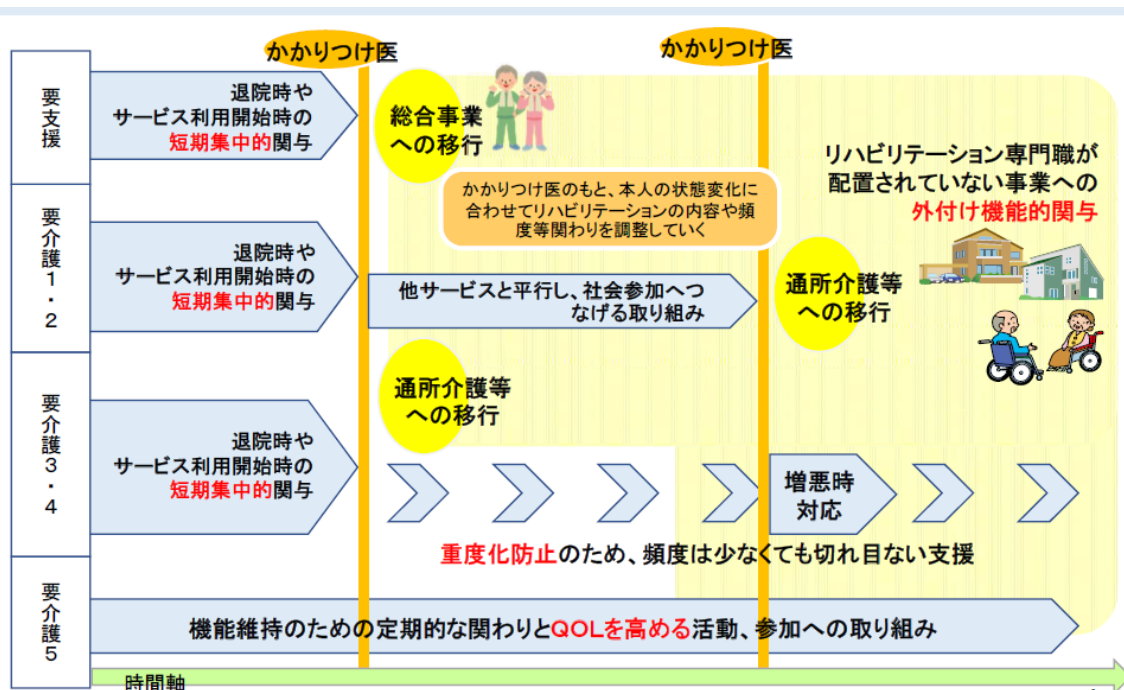 かかりつけ医
かかりつけ医
要支援
退院時や
サービス利用開始時の
短期集中的関与
総合事業
への移行
リハビリテーション専門職が
配置されていない事業への
外付け機能的関与
かかりつけ医のもと、本人の状態変化に
合わせてリハビリテーションの内容や頻
度等関わりを調整していく
要介護1・2
退院時や
サービス利用開始時の
短期集中的関与
他サービスと平行し、社会参加へつ
なげる取り組み
通所介護等
への移行
要介護3・4
退院時や
サービス利用開始時の
短期集中的関与
通所介護等
への移行
増悪時
対応
重度化防止のため、頻度は少なくても切れ目ない支援
要介護5
機能維持のための定期的な関わりとQOLを高める活動、参加への取り組み
時間軸